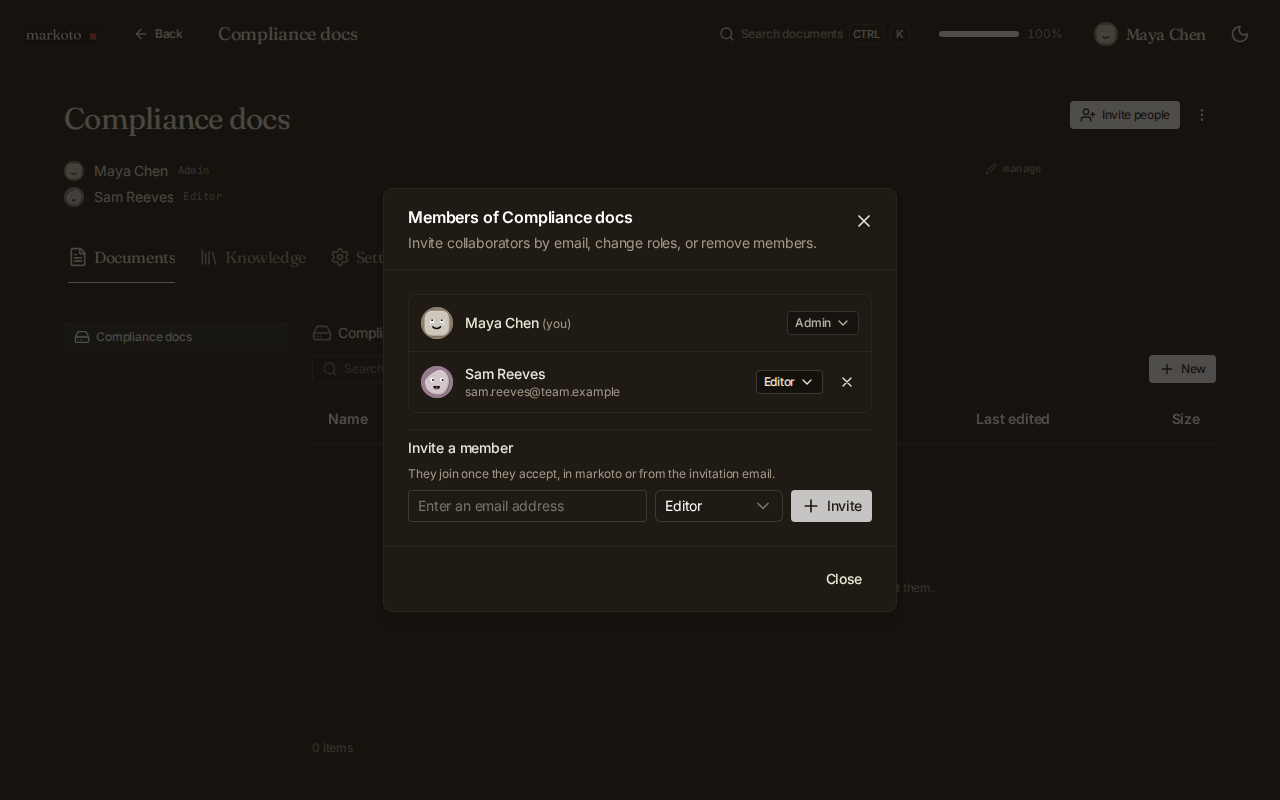 markoto
Back
Compliance docs
Search documents CTRL K
100%
Maya Chen
Compliance docs
Invite people
Maya Chen Admin
manage
Sam Reeves Editor
Documents
Knowledge
Sett
Compliance docs
Compli
Search
New
Name
Last edited
Size
t them.
0 items
Members of Compliance docs
Invite collaborators by email, change roles, or remove members.
Maya Chen (you)
Admin
Sam Reeves
sam.reeves@team.example
Editor
Invite a member
They join once they accept, in markoto or from the invitation email.
Enter an email address
Editor
Invite
Close